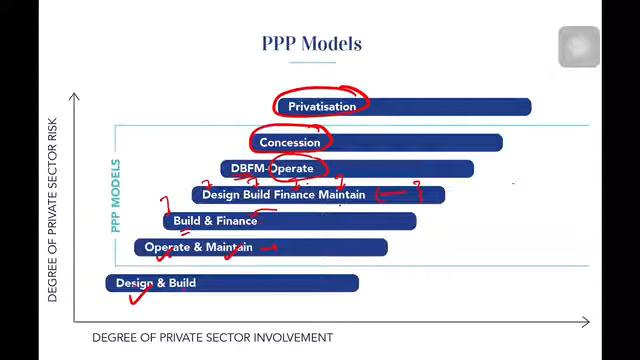 PPP Models
Privatisation
Concession
DBFM-Operate
Design Build Finance Maintain
Build & Finance
Operate & Maintain
Design & Build
PPP MODELS
DEGREE OF PRIVATE SECTOR RISK
DEGREE OF PRIVATE SECTOR INVOLVEMENT